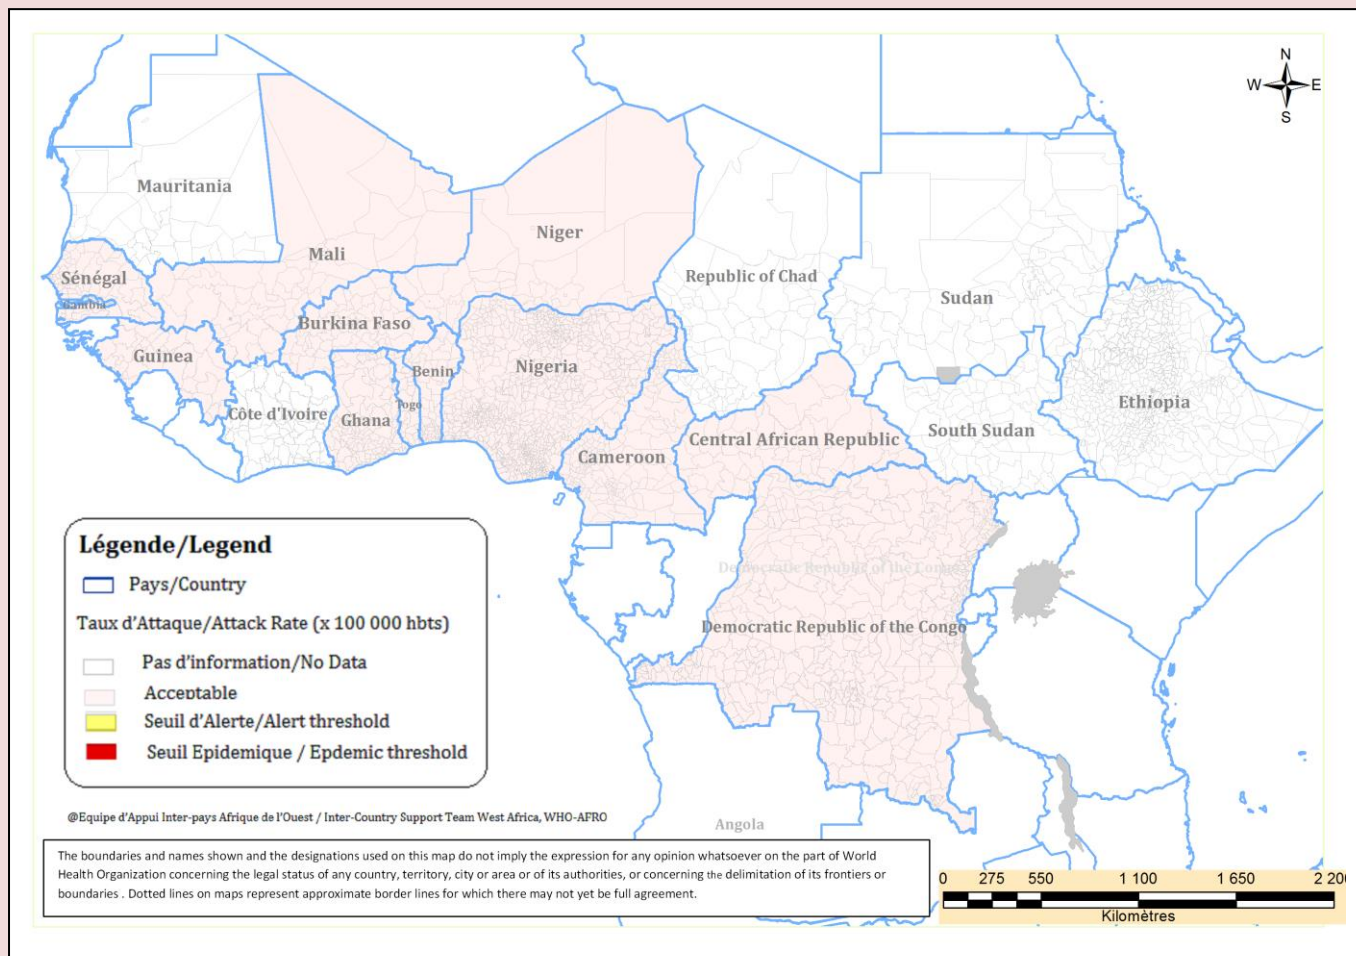 N
W E
S
Mauritania
Mali
Niger
Republic of Chad
Sudan
Sénégal
Gambia
Burkina Faso
Guinea
Benin
Nigeria
Ethiopia
Côte d'Ivoire
Ghana
Togo
Cameroon
Central African Republic
South Sudan
Democratic Republic of the Congo
Democratic Republic of the Congo
Angola
Légende/Legend
Pays/Country
Taux d'Attaque/Attack Rate (x 100 000 hbts)
Pas d'information/No Data
Acceptable
Seuil d'Alerte/Alert threshold
Seuil Epidemique / Epdemic threshold
@Equipe d'Appui Inter-pays Afrique de l'Ouest / Inter-Country Support Team West Africa, WHO-AFRO
The boundaries and names shown and the designations used on this map do not imply the expression for any opinion whatsoever on the part of World
Health Organization concerning the legal status of any country, territory, city or area or of its authorities, or concerning the delimitation of its frontiers or
boundaries . Dotted lines on maps represent approximate border lines for which there may not yet be full agreement.
0 275 550 1 100 1 650 2 200
Kilomètres